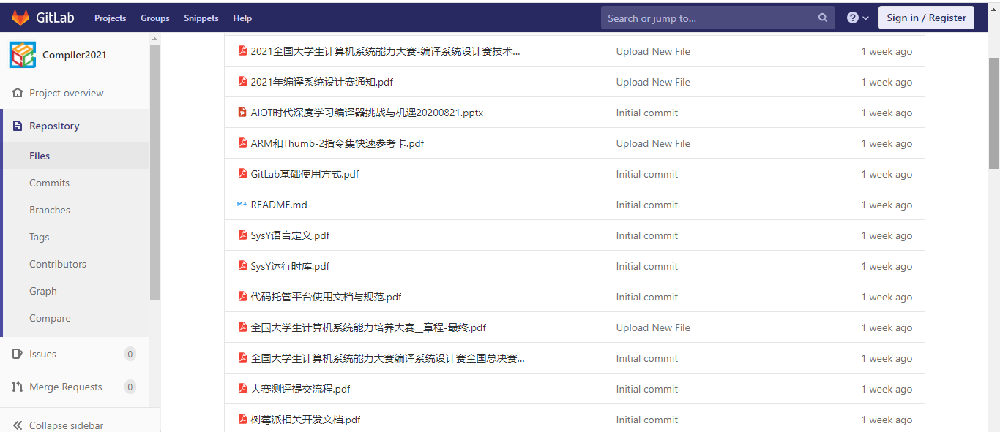 GitLab Projects Groups Snippets Help Search or jump to... Sign in / Register
Compiler2021
Project overview
Repository
Files
Commits
Branches
Tags
Contributors
Graph
Compare
Issues 0
Merge Requests 0
Collapse sidebar
2021全国大学生计算机系统能力大赛-编译系统设计赛技术... Upload New File 1 week ago
2021年编译系统设计赛通知.pdf Upload New File 1 week ago
AIOT时代深度学习编译器挑战与机遇20200821.pptx Initial commit 1 week ago
ARM和Thumb-2指令集快速参考卡.pdf Upload New File 1 week ago
GitLab基础使用方式.pdf Initial commit 1 week ago
README.md Initial commit 1 week ago
SysY语言定义.pdf Initial commit 1 week ago
SysY运行时库.pdf Initial commit 1 week ago
代码托管平台使用文档与规范.pdf Initial commit 1 week ago
全国大学生计算机系统能力培养大赛__章程-最终.pdf Upload New File 1 week ago
全国大学生计算机系统能力大赛编译系统设计赛全国总决赛... Initial commit 1 week ago
大赛测评提交流程.pdf Initial commit 1 week ago
树莓派相关开发文档.pdf Initial commit 1 week ago